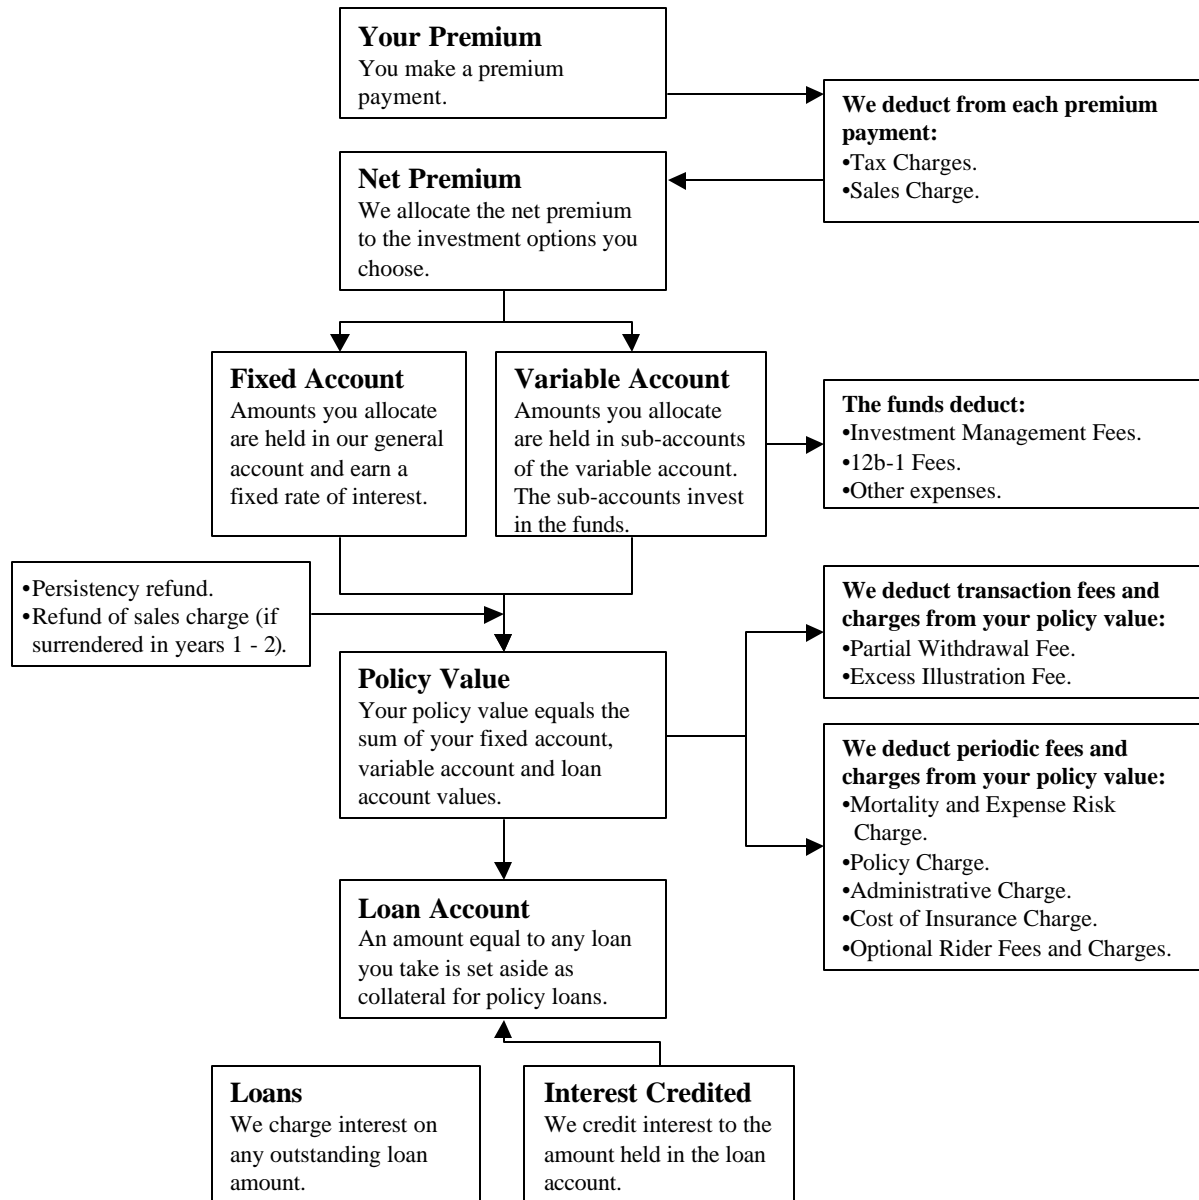 Your Premium
You make a premium
payment.
We deduct from each premium
payment:
•Tax Charges.
•Sales Charge.
Net Premium
We allocate the net premium
to the investment options you
choose.
Fixed Account
Amounts you allocate
are held in our general
account and earn a
fixed rate of interest.
Variable Account
Amounts you allocate
are held in sub-accounts
of the variable account.
The sub-accounts invest
in the funds.
The funds deduct:
•Investment Management Fees.
•12b-1 Fees.
•Other expenses.
•Persistency refund.
•Refund of sales charge (if
surrendered in years 1 - 2).
We deduct transaction fees and
charges from your policy value:
•Partial Withdrawal Fee.
•Excess Illustration Fee.
Policy Value
Your policy value equals the
sum of your fixed account,
variable account and loan
account values.
We deduct periodic fees and
charges from your policy value:
•Mortality and Expense Risk
Charge.
•Policy Charge.
•Administrative Charge.
•Cost of Insurance Charge.
•Optional Rider Fees and Charges.
Loan Account
An amount equal to any loan
you take is set aside as
collateral for policy loans.
Loans
We charge interest on
any outstanding loan
amount.
Interest Credited
We credit interest to the
amount held in the loan
account.